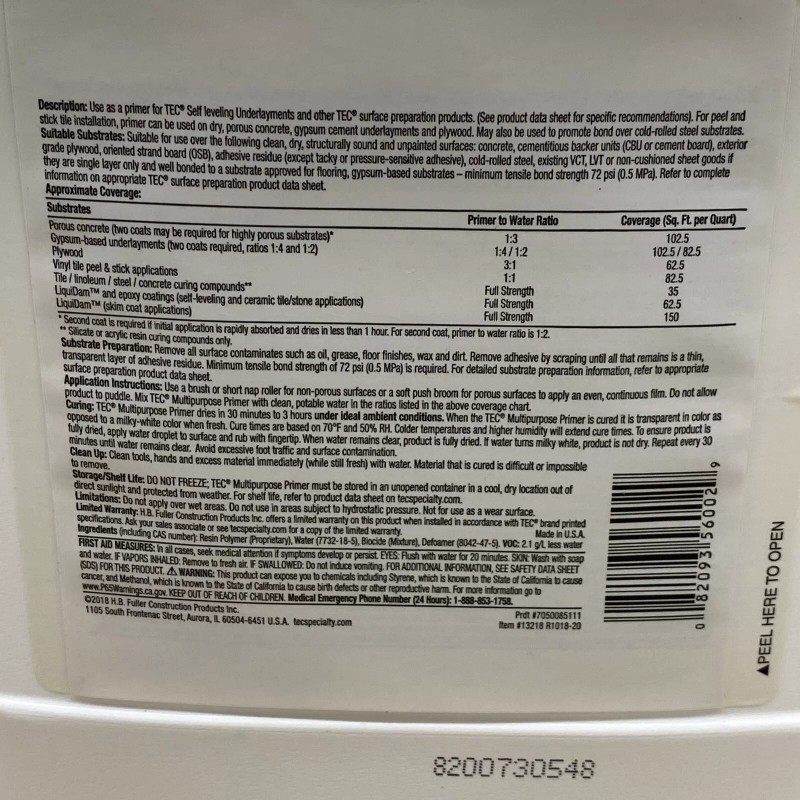 Description: Use as a primer for TEC® Self leveling Underlayments and other TEC® surface preparation products. (See product data sheet for specific recommendations). For peel and
stick tile installation, primer can be used on dry, porous concrete, gypsum cement underlayments and plywood. May also be used to promote bond over cold-rolled steel substrates.
Suitable Substrates: Suitable for use over the following clean, dry, structurally sound and unpainted surfaces: concrete, cementitious backer units (CBU or cement board), exterior
grade plywood, oriented strand board (OSB), adhesive residue (except tacky or pressure-sensitive adhesive), cold-rolled steel, existing VCT, LVT or non-cushioned sheet goods if
they are single layer only and well bonded to a substrate approved for flooring, gypsum-based substrates – minimum tensile bond strength 72 psi (0.5 MPa). Refer to complete
information on appropriate TEC® surface preparation product data sheet.
Approximate Coverage:
Substrates Primer to Water Ratio Coverage (Sq. Ft. per Quart)
Porous concrete (two coats may be required for highly porous substrates)* 1:3 102.5
Gypsum-based underlayments (two coats required, ratios 1:4 and 1:2) 1:4 / 1:2 102.5 / 82.5
Plywood 3:1 62.5
Vinyl tile peel & stick applications 1:1 82.5
Tile / linoleum / steel / concrete curing compounds** Full Strength 35
LiquiDam™ and epoxy coatings (self-leveling and ceramic tile/stone applications) Full Strength 62.5
LiquiDam™ (skim coat applications) Full Strength 150
* Second coat is required if initial application is rapidly absorbed and dries in less than 1 hour. For second coat, primer to water ratio is 1:2.
** Silicate or acrylic resin curing compounds only.
Substrate Preparation: Remove all surface contaminates such as oil, grease, floor finishes, wax and dirt. Remove adhesive by scraping until all that remains is a thin,
transparent layer of adhesive residue. Minimum tensile bond strength of 72 psi (0.5 MPa) is required. For detailed substrate preparation information, refer to appropriate
surface preparation product data sheet.
Application Instructions: Use a brush or short nap roller for non-porous surfaces or a soft push broom for porous surfaces to apply an even, continuous film. Do not allow
product to puddle. Mix TEC® Multipurpose Primer with clean, potable water in the ratios listed in the above coverage chart.
Curing: TEC® Multipurpose Primer dries in 30 minutes to 3 hours under ideal ambient conditions. When the TEC® Multipurpose Primer is cured it is transparent in color as
opposed to a milky-white color when fresh. Cure times are based on 70°F and 50% RH. Colder temperatures and higher humidity will extend cure times. To ensure product is
fully dried, apply water droplet to surface and rub with fingertip. When water remains clear, product is fully dried. If water turns milky white, product is not dry. Repeat every 30
minutes until water remains clear. Avoid excessive foot traffic and surface contamination.
Clean Up: Clean tools, hands and excess material immediately (while still fresh) with water. Material that is cured is difficult or impossible
to remove.
Storage/Shelf Life: DO NOT FREEZE; TEC® Multipurpose Primer must be stored in an unopened container in a cool, dry location out of
direct sunlight and protected from weather. For shelf life, refer to product data sheet on tecspecialty.com.
Limitations: Do not apply over wet areas. Do not use in areas subject to hydrostatic pressure. Not for use as a wear surface.
Limited Warranty: H.B. Fuller Construction Products Inc. offers a limited warranty on this product when installed in accordance with TEC® brand printed
specifications. Ask your sales associate or see tecspecialty.com for a copy of the limited warranty. Made in U.S.A.
Ingredients (including CAS number): Resin Polymer (Proprietary), Water (7732-18-5), Biocide (Mixture), Defoamer (8042-47-5). VOC: 2.1 g/L less water
FIRST AID MEASURES: In all cases, seek medical attention if symptoms develop or persist. EYES: Flush with water for 20 minutes. SKIN: Wash with soap
and water. IF VAPORS INHALED: Remove to fresh air. IF SWALLOWED: Do not induce vomiting. FOR ADDITIONAL INFORMATION, SEE SAFETY DATA SHEET
(SDS) FOR THIS PRODUCT. ⚠ WARNING: This product can expose you to chemicals including Styrene, which is known to the State of California to cause
cancer, and Methanol, which is known to the State of California to cause birth defects or other reproductive harm. For more information go to
www.P65Warnings.ca.gov. KEEP OUT OF REACH OF CHILDREN. Medical Emergency Phone Number (24 Hours): 1-888-853-1758.
©2018 H.B. Fuller Construction Products Inc. Prdt #7050085111
1105 South Frontenac Street, Aurora, IL 60504-6451 U.S.A. tecspecialty.com Item #13218 R1018-20
0 82093 56002 9
▲PEEL HERE TO OPEN
8200730548